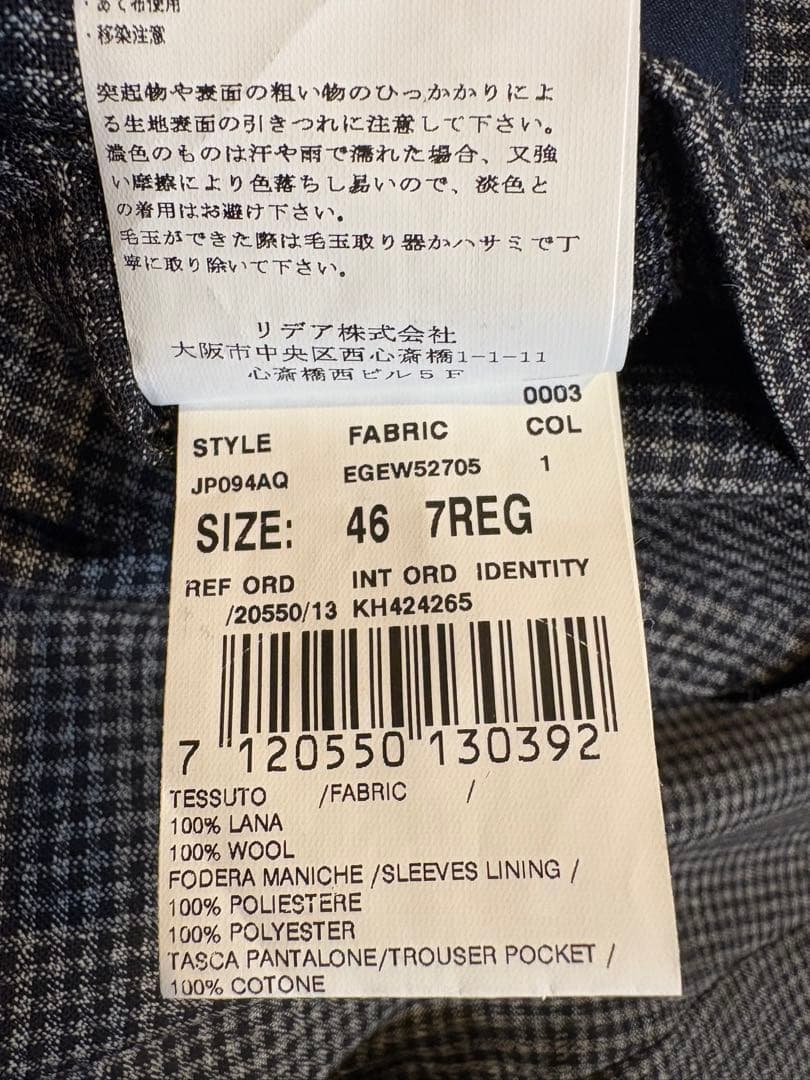 ・あて布使用
・移染注意
突起物や表面の粗い物のひっかかりによ
る生地表面の引きつれに注意して下さい。
濃色のものは汗や雨で濡れた場合、又強
い摩擦により色落ちし易いので、淡色と
の着用はお避け下さい。
毛玉ができた際は毛玉取り器かハサミで丁
寧に取り除いて下さい。
リデア株式会社
大阪市中央区西心斎橋1-1-11
心斎橋西ビル5F
0003
STYLE FABRIC COL
JP094AQ EGEW52705 1
SIZE: 46 7REG
REF ORD INT ORD IDENTITY
/20550/13 KH424265
7 120550 130392
TESSUTO /FABRIC /
100% LANA
100% WOOL
FODERA MANICHE /SLEEVES LINING /
100% POLIESTERE
100% POLYESTER
TASCA PANTALONE/TROUSER POCKET /
100% COTONE